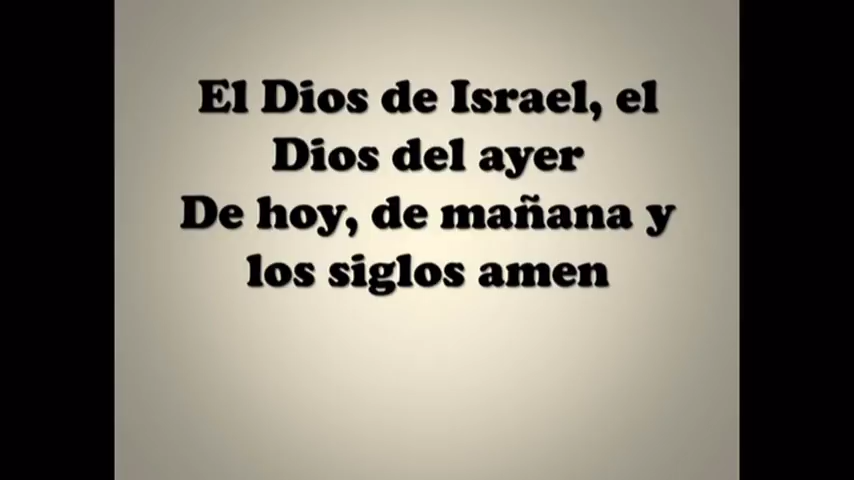 El Dios de Israel, el
Dios del ayer
De hoy, de mañana y
los siglos amen